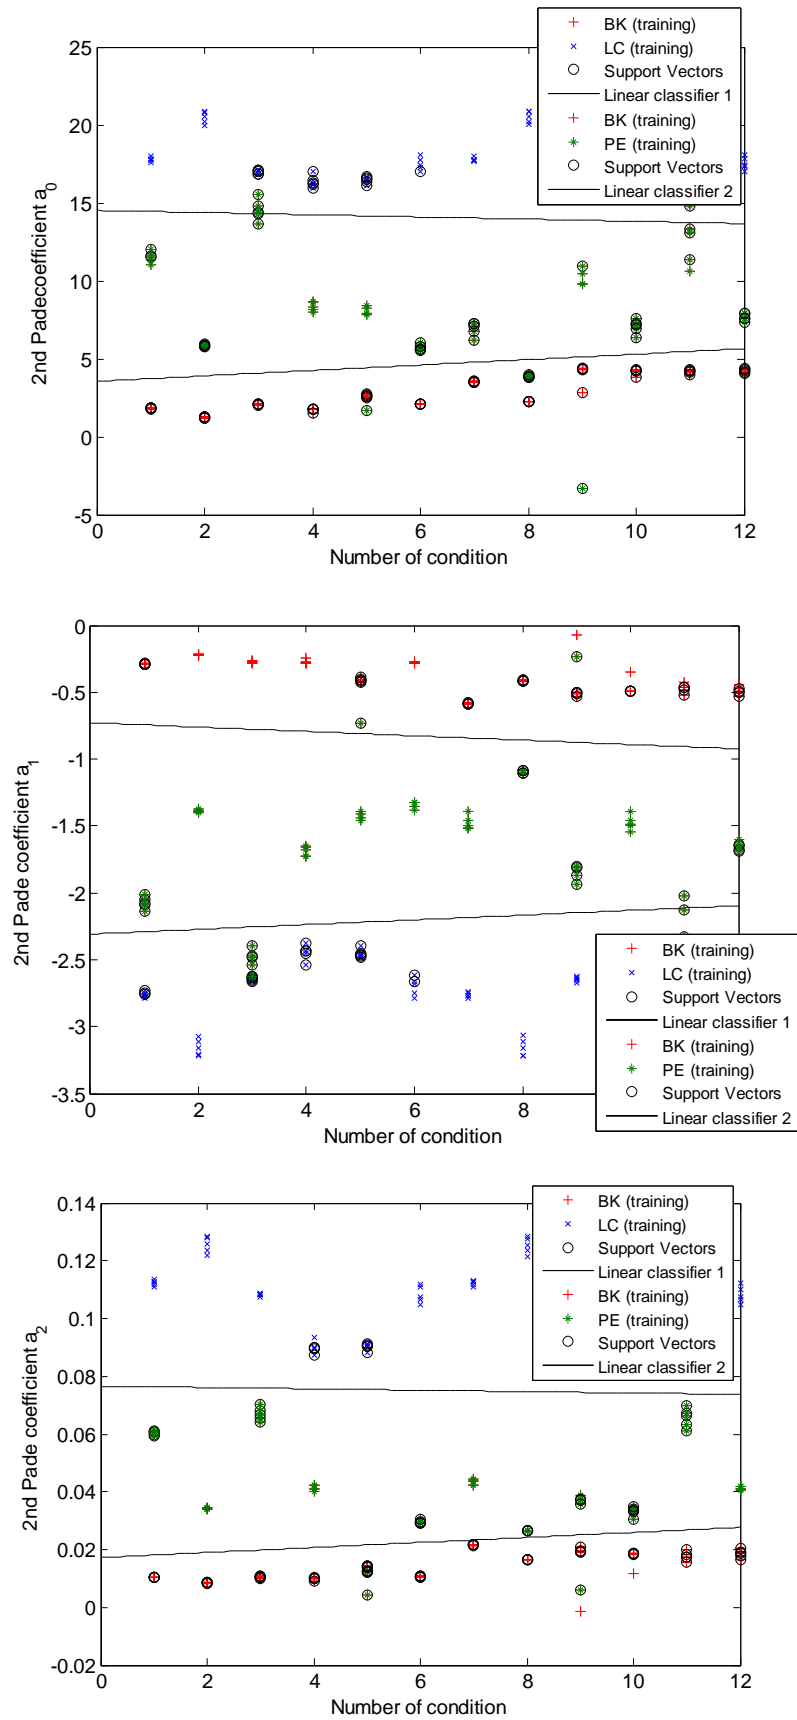 BK (training)
LC (training)
Support Vectors
Linear classifier 1
BK (training)
PE (training)
Support Vectors
Linear classifier 2
25
20
15
10
5
0
-5
0 2 4 6 8 10 12
2nd Padecoefficient a0
Number of condition
0
-0.5
-1
-1.5
-2
-2.5
-3
-3.5
0 2 4 6 8
2nd Pade coefficient a1
Number of condition
BK (training)
LC (training)
Support Vectors
Linear classifier 1
BK (training)
PE (training)
Support Vectors
Linear classifier 2
BK (training)
LC (training)
Support Vectors
Linear classifier 1
BK (training)
PE (training)
Support Vectors
Linear classifier 2
0.14
0.12
0.1
0.08
0.06
0.04
0.02
0
-0.02
0 2 4 6 8 10 12
2nd Pade coefficient a2
Number of condition